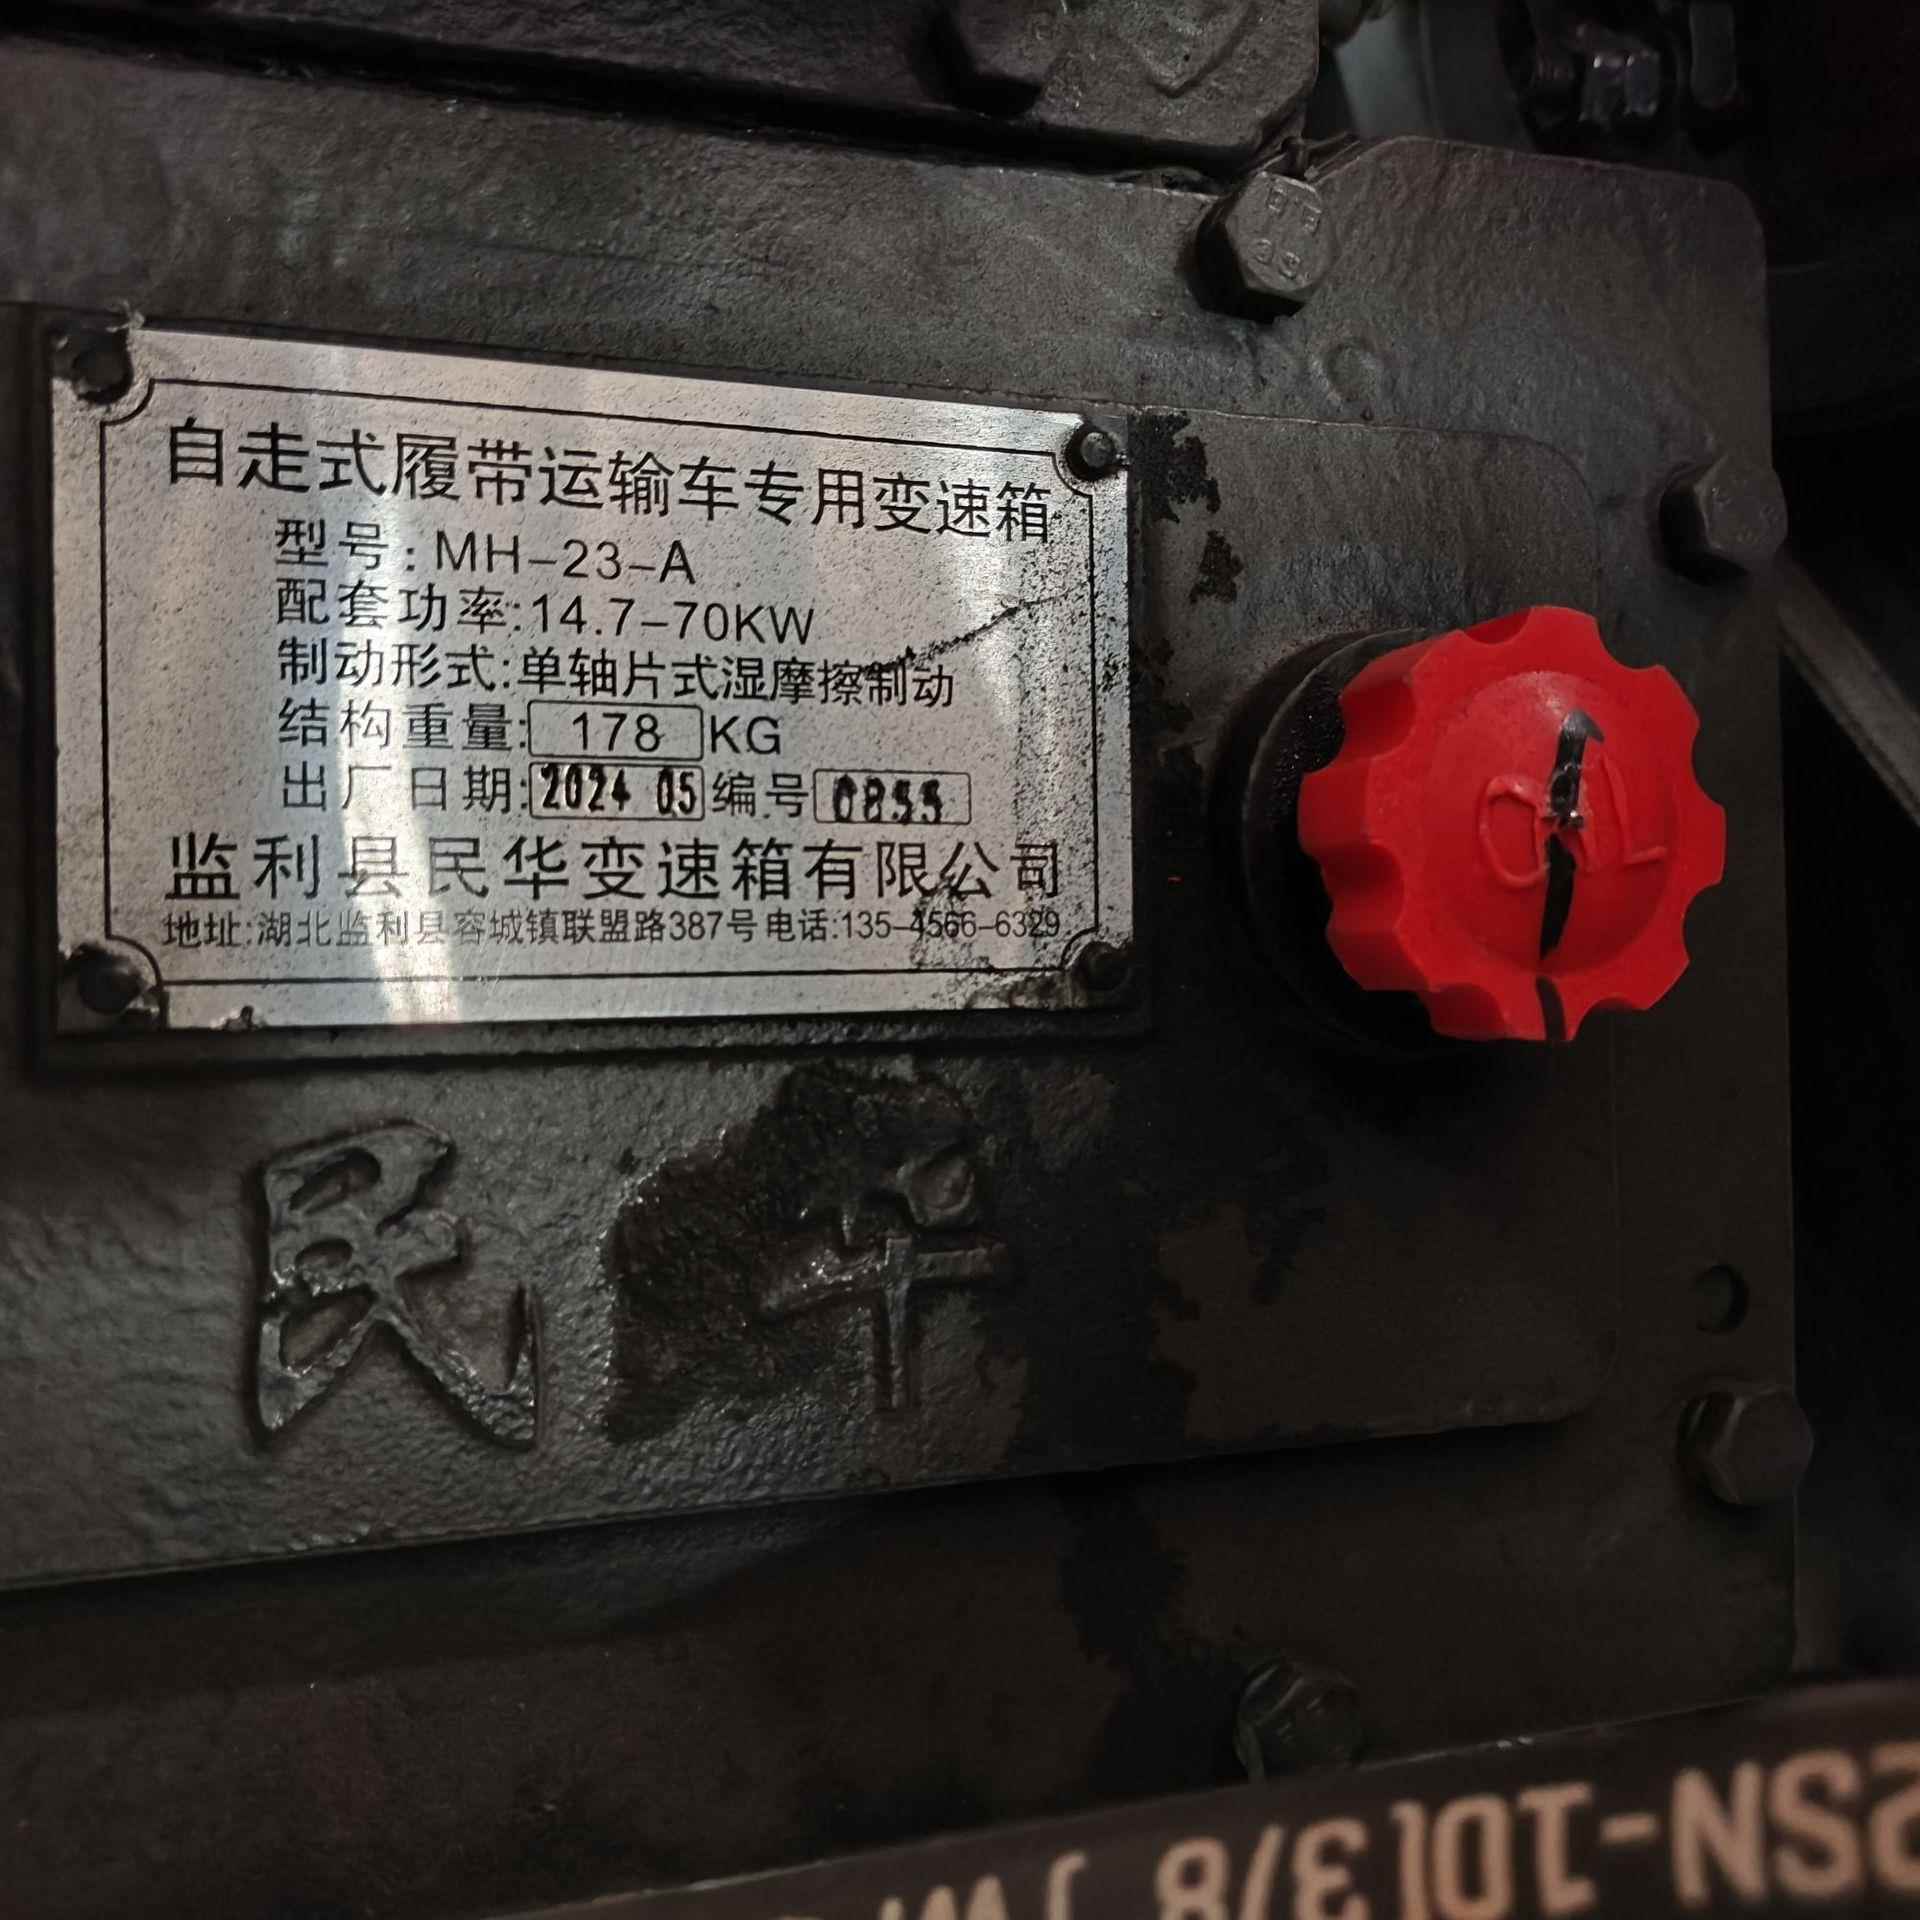 自走式履带运输车专用变速箱
型号：MH-23-A
配套功率：14.7-70KW
制动形式：单轴片式湿摩擦制动
结构重量：178KG
出厂日期：2024 05 编号 0855
监利县民华变速箱有限公司
地址：湖北监利县容城镇联盟路387号 电话：135-4566-6329
OIL
民华
2SN-10(3/8